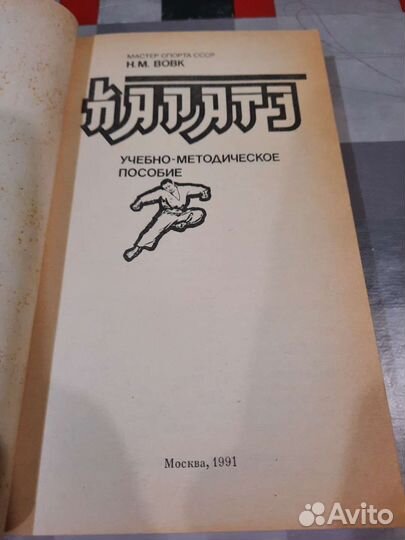 МАСТЕР СПОРТА СССР
Н.М. ВОВК
КАРАТЭ
УЧЕБНО-МЕТОДИЧЕСКОЕ
ПОСОБИЕ
Москва, 1991
Avito